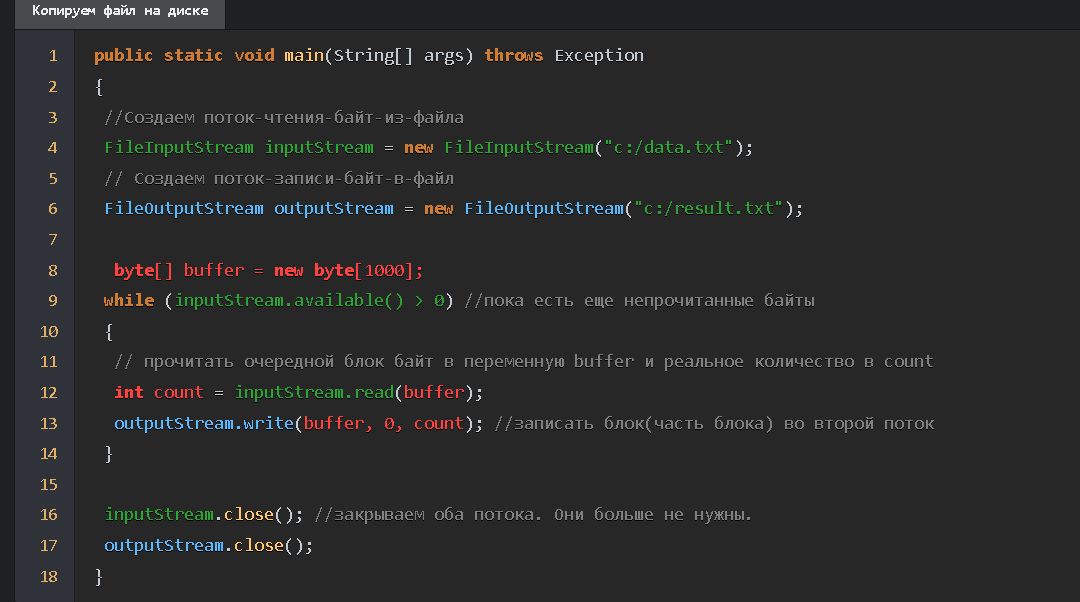 Копируем файл на диске
1 public static void main(String[] args) throws Exception
2 {
3 //Создаем поток-чтения-байт-из-файла
4 FileInputStream inputStream = new FileInputStream("c:/data.txt");
5 // Создаем поток-записи-байт-в-файл
6 FileOutputStream outputStream = new FileOutputStream("c:/result.txt");
7
8 byte[] buffer = new byte[1000];
9 while (inputStream.available() > 0) //пока есть еще непрочитанные байты
10 {
11 // прочитать очередной блок байт в переменную buffer и реальное количество в count
12 int count = inputStream.read(buffer);
13 outputStream.write(buffer, 0, count); //записать блок(часть блока) во второй поток
14 }
15
16 inputStream.close(); //закрываем оба потока. Они больше не нужны.
17 outputStream.close();
18 }